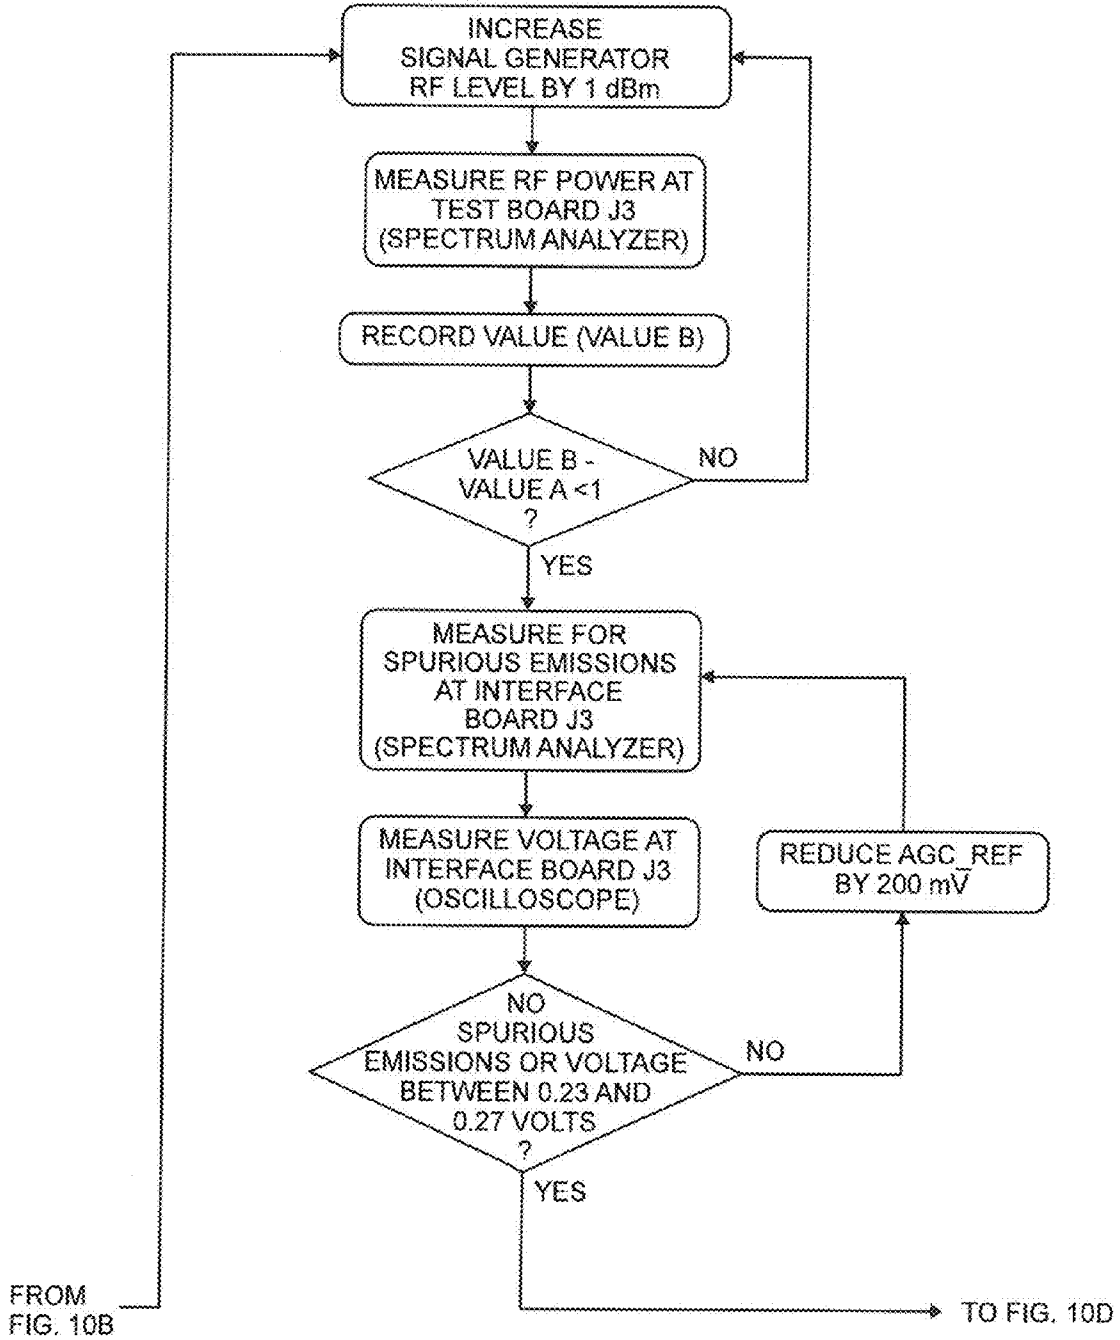 INCREASE
SIGNAL GENERATOR
RF LEVEL BY 1 dBm
MEASURE RF POWER AT
TEST BOARD J3
(SPECTRUM ANALYZER)
RECORD VALUE (VALUE B)
VALUE B -
VALUE A <1
?
NO
YES
MEASURE FOR
SPURIOUS EMISSIONS
AT INTERFACE
BOARD J3
(SPECTRUM ANALYZER)
MEASURE VOLTAGE AT
INTERFACE BOARD J3
(OSCILLOSCOPE)
REDUCE AGC_REF
BY 200 mV
NO
SPURIOUS
EMISSIONS OR VOLTAGE
BETWEEN 0.23 AND
0.27 VOLTS
?
NO
YES
FROM
FIG. 10B
TO FIG. 10D